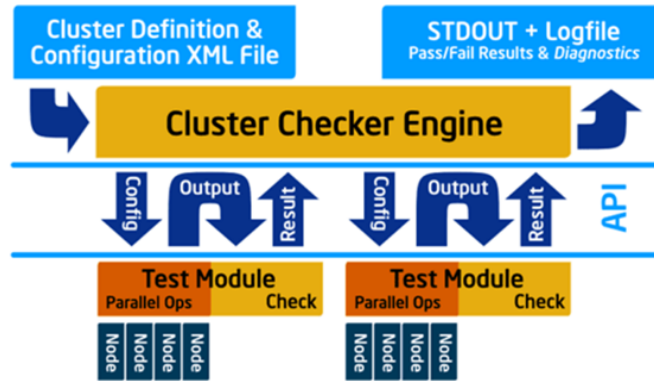 Cluster Definition &
Configuration XML File
STDOUT + Logfile
Pass/Fail Results & Diagnostics
Cluster Checker Engine
Config
Output
Result
Config
Output
Result
API
Test Module
Parallel Ops
Check
Test Module
Parallel Ops
Check
Node
Node
Node
Node
Node
Node
Node
Node